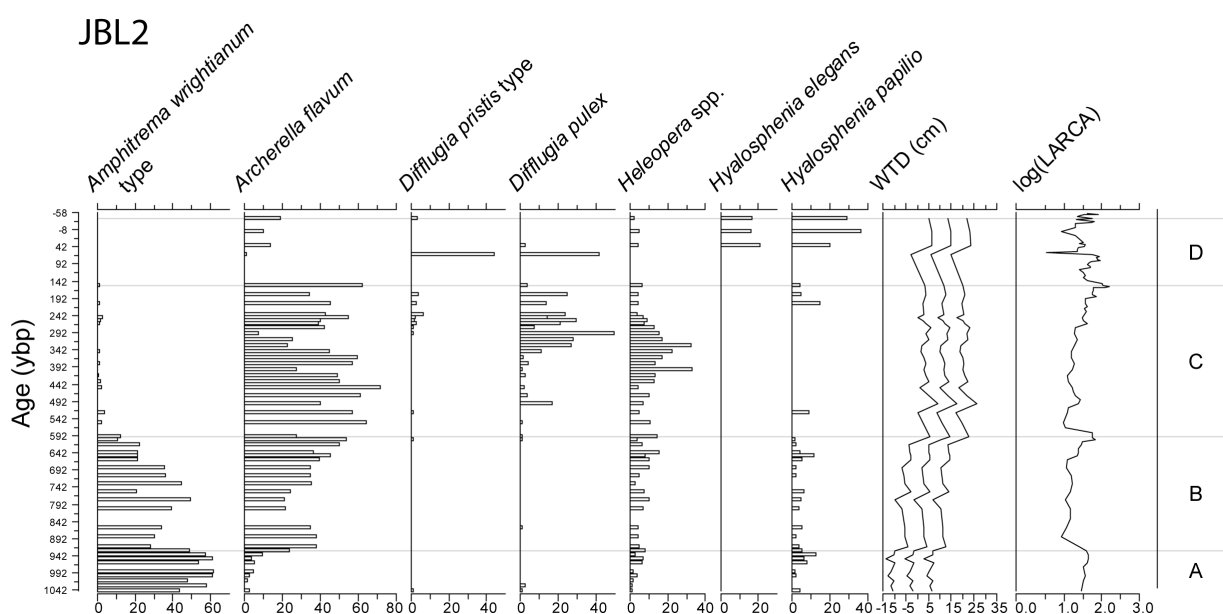 JBL2
Amphitrema wrightianum
type
Archerella flavum
Difflugia pristis type
Difflugia pulex
Heleopera spp.
Hyalosphenia elegans
Hyalosphenia papilio
WTD (cm)
log(LARCA)
Age (ybp)
-58
-8
42
92
142
192
242
292
342
392
442
492
542
592
642
692
742
792
842
892
942
992
1042
D
C
B
A
0 20 40 60
0 20 40 60 80
0 20 40
0 20 40
0 20 40
0 20
0 20 40
-15 -5 5 15 25 35
0.0 1.0 2.0 3.0